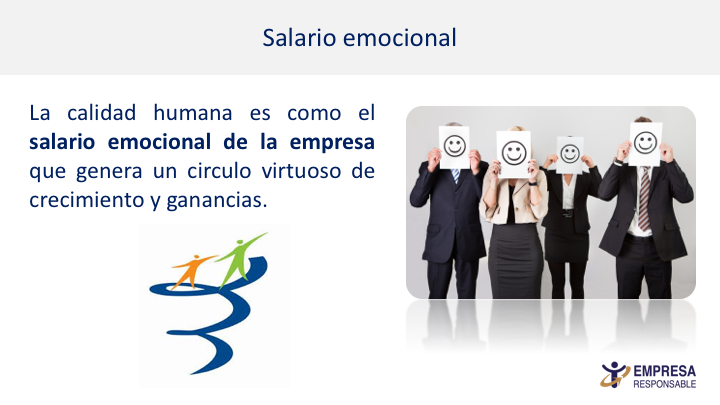 Salario emocional
La calidad humana es como el
salario emocional de la empresa
que genera un circulo virtuoso de
crecimiento y ganancias.
EMPRESA
RESPONSABLE